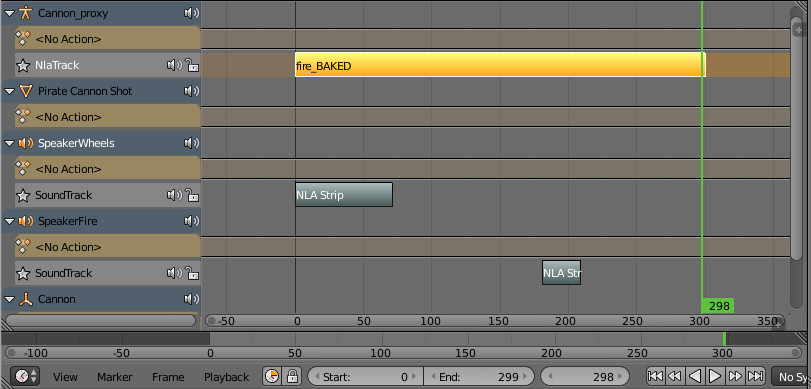 Cannon_proxy
<No Action>
NlaTrack
fire_BAKED
Pirate Cannon Shot
<No Action>
SpeakerWheels
<No Action>
SoundTrack
NLA Strip
SpeakerFire
<No Action>
SoundTrack
NLA Str
Cannon
298
-50 0 50 100 150 200 250 300 350
-100 -50 0 50 100 150 200 250 300
View Marker Frame Playback Start: 0 End: 299 298 No Sy